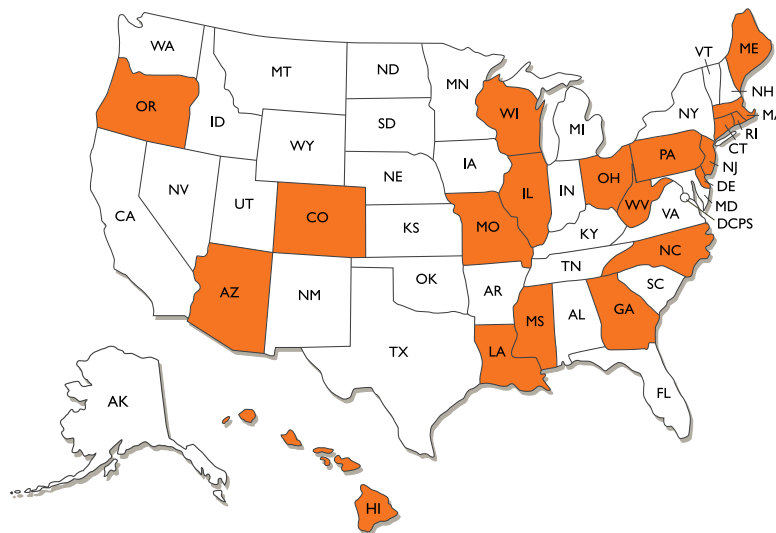 WA
MT
ND
MN
VT
ME
NH
OR
ID
SD
WI
MI
NY
MA
RI
CT
WY
IA
PA
NJ
NE
IL
IN
OH
DE
MD
NV
UT
CO
WV
VA
DCPS
CA
KS
MO
KY
NC
TN
OK
AR
SC
AZ
NM
MS
AL
GA
TX
LA
FL
AK
HI